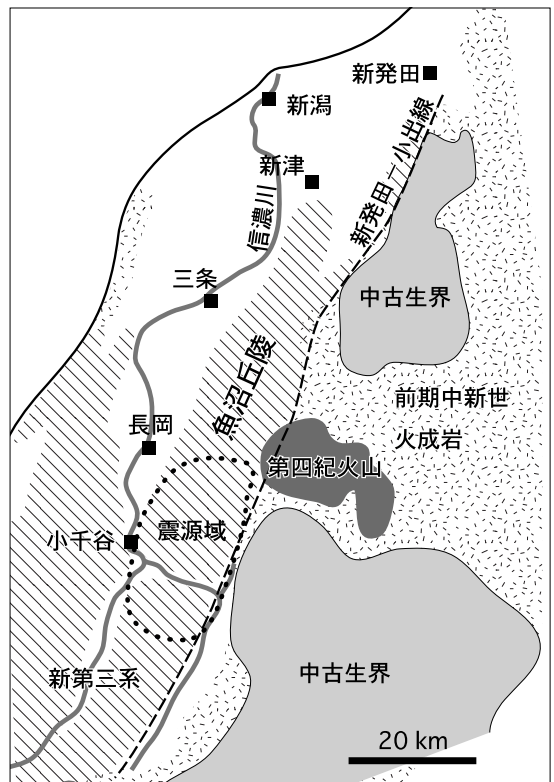 新発田
新潟
新発田－小出線
新津
信濃川
三条
中古生界
魚沼丘陵
前期中新世
火成岩
長岡
第四紀火山
小千谷
震源域
新第三系
中古生界
20 km